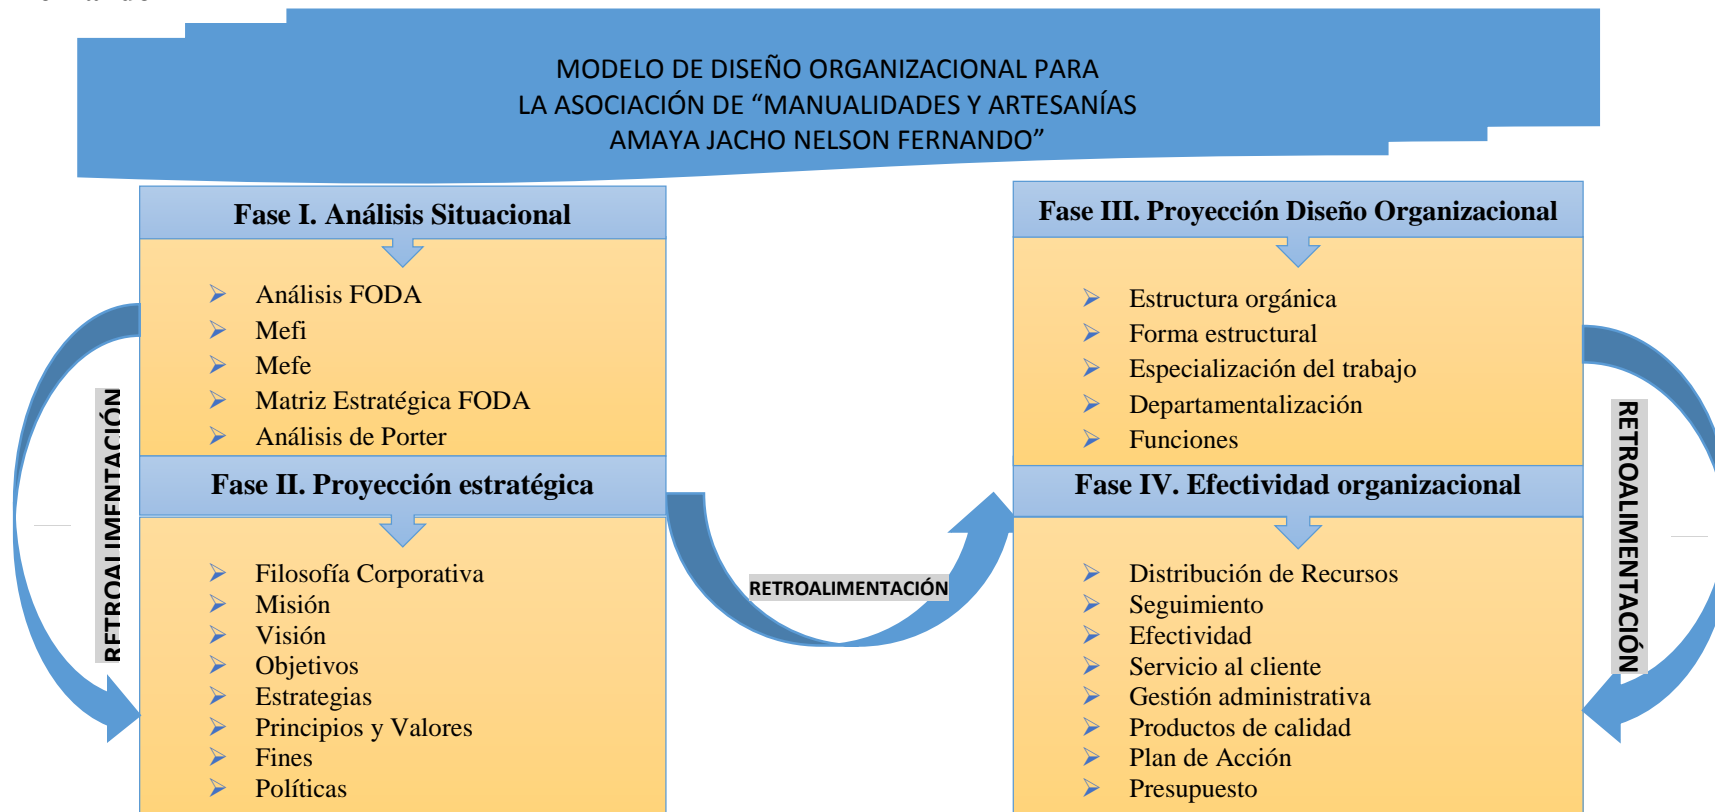 MODELO DE DISEÑO ORGANIZACIONAL PARA
LA ASOCIACIÓN DE “MANUALIDADES Y ARTESANÍAS
AMAYA JACHO NELSON FERNANDO”
Fase I. Análisis Situacional
Análisis FODA
Mefi
Mefe
Matriz Estratégica FODA
Análisis de Porter
Fase II. Proyección estratégica
Filosofía Corporativa
Misión
Visión
Objetivos
Estrategias
Principios y Valores
Fines
Políticas
RETROALIMENTACIÓN
RETROALIMENTACIÓN
Fase III. Proyección Diseño Organizacional
Estructura orgánica
Forma estructural
Especialización del trabajo
Departamentalización
Funciones
Fase IV. Efectividad organizacional
Distribución de Recursos
Seguimiento
Efectividad
Servicio al cliente
Gestión administrativa
Productos de calidad
Plan de Acción
Presupuesto
RETROALIMENTACIÓN